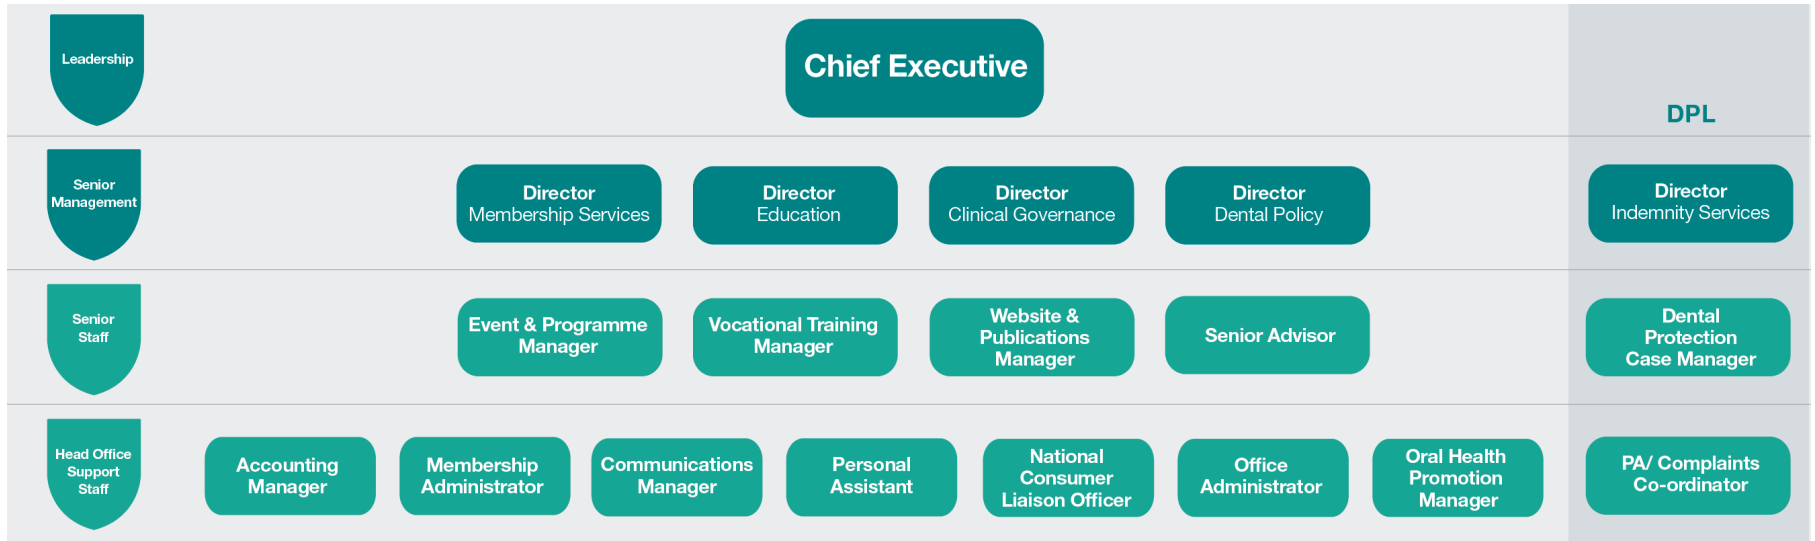 Leadership
Chief Executive
DPL
Senior
Management
Director
Membership Services
Director
Education
Director
Clinical Governance
Director
Dental Policy
Director
Indemnity Services
Senior
Staff
Event & Programme
Manager
Vocational Training
Manager
Website &
Publications
Manager
Senior Advisor
Dental
Protection
Case Manager
Head Office
Support
Staff
Accounting
Manager
Membership
Administrator
Communications
Manager
Personal
Assistant
National
Consumer
Liaison Officer
Office
Administrator
Oral Health
Promotion
Manager
PA/ Complaints
Co-ordinator